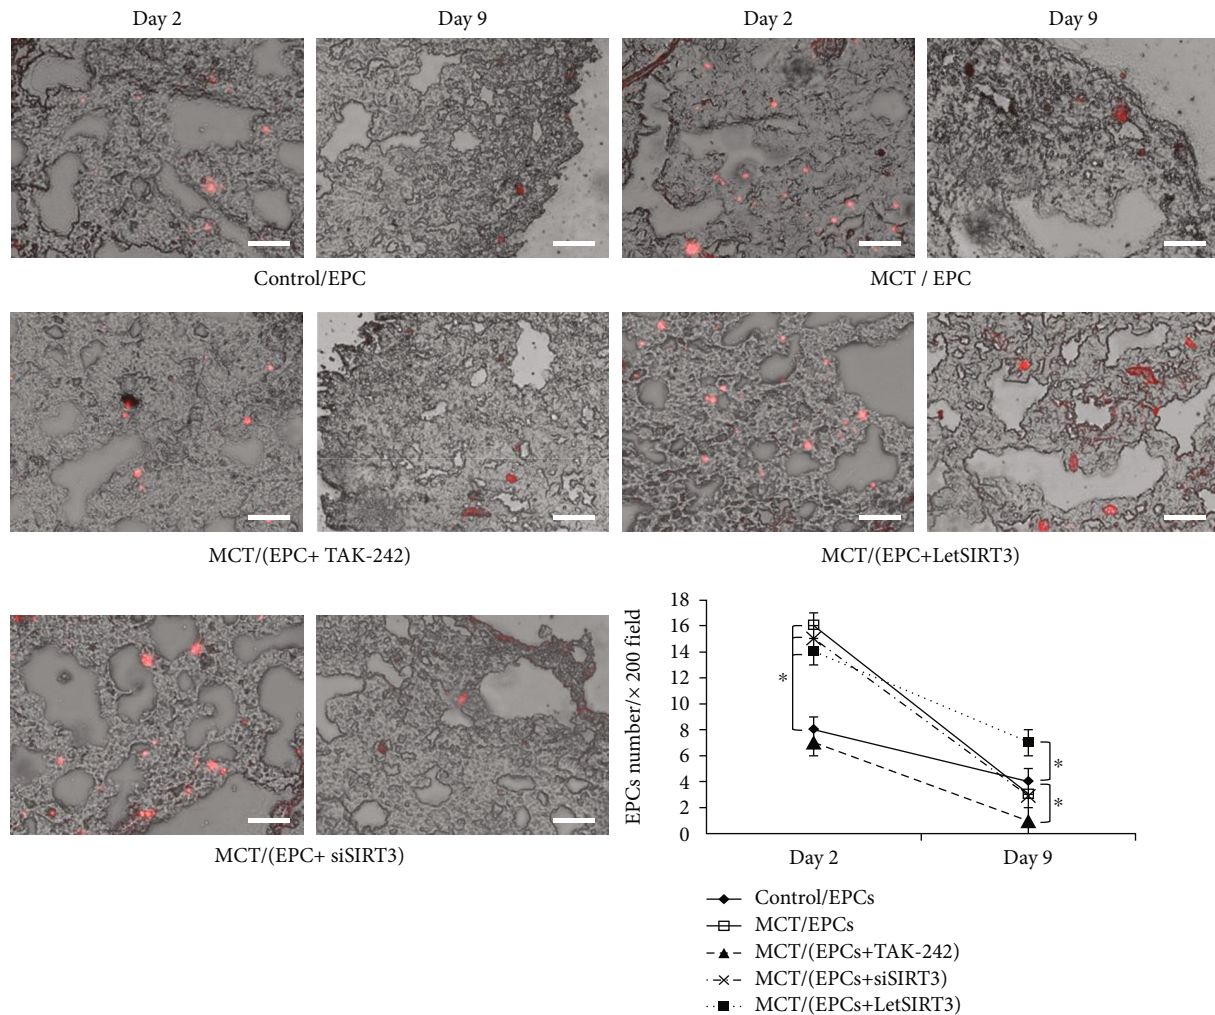 Day 2
Day 9
Day 2
Day 9
Control/EPC
MCT / EPC
MCT/(EPC+ TAK-242)
MCT/(EPC+LetSIRT3)
MCT/(EPC+ siSIRT3)
EPCs number/× 200 field
18
16
14
12
10
8
6
4
2
0
*
*
*
Day 2
Day 9
Control/EPCs
MCT/EPCs
MCT/(EPCs+TAK-242)
MCT/(EPCs+siSIRT3)
MCT/(EPCs+LetSIRT3)